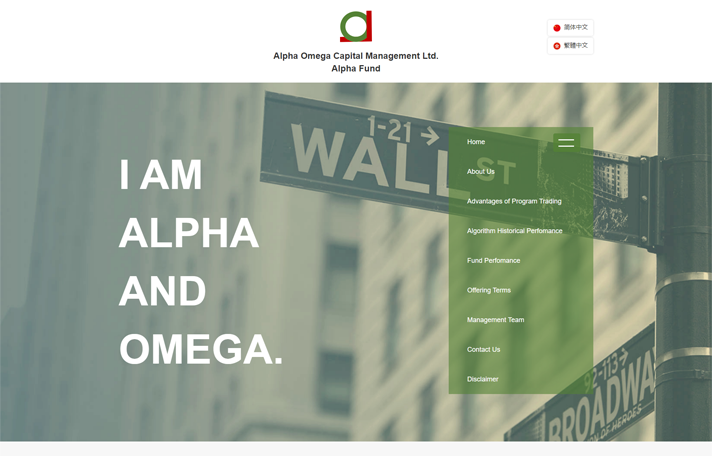 Alpha Omega Capital Management Ltd.
Alpha Fund
简体中文
繁體中文
1-21
WALL ST
I AM
ALPHA
AND
OMEGA.
Home
About Us
Advantages of Program Trading
Algorithm Historical Perfomance
Fund Perfomance
Offering Terms
Management Team
Contact Us
Disclaimer
92-113
BROADWAY